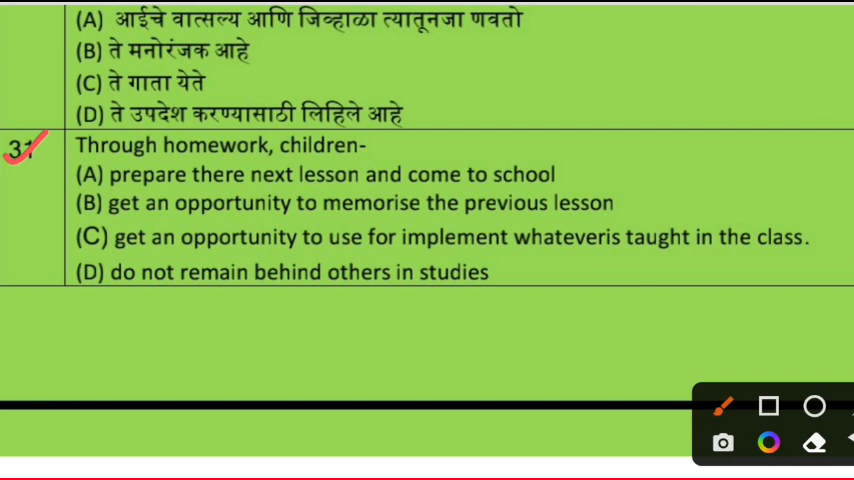 (A) आईचे वात्सल्य आणि जिव्हाळा त्यातूनजा णवतो
(B) ते मनोरंजक आहे
(C) ते गाता येते
(D) ते उपदेश करण्यासाठी लिहिले आहे
31 Through homework, children-
(A) prepare there next lesson and come to school
(B) get an opportunity to memorise the previous lesson
(C) get an opportunity to use for implement whateveris taught in the class.
(D) do not remain behind others in studies